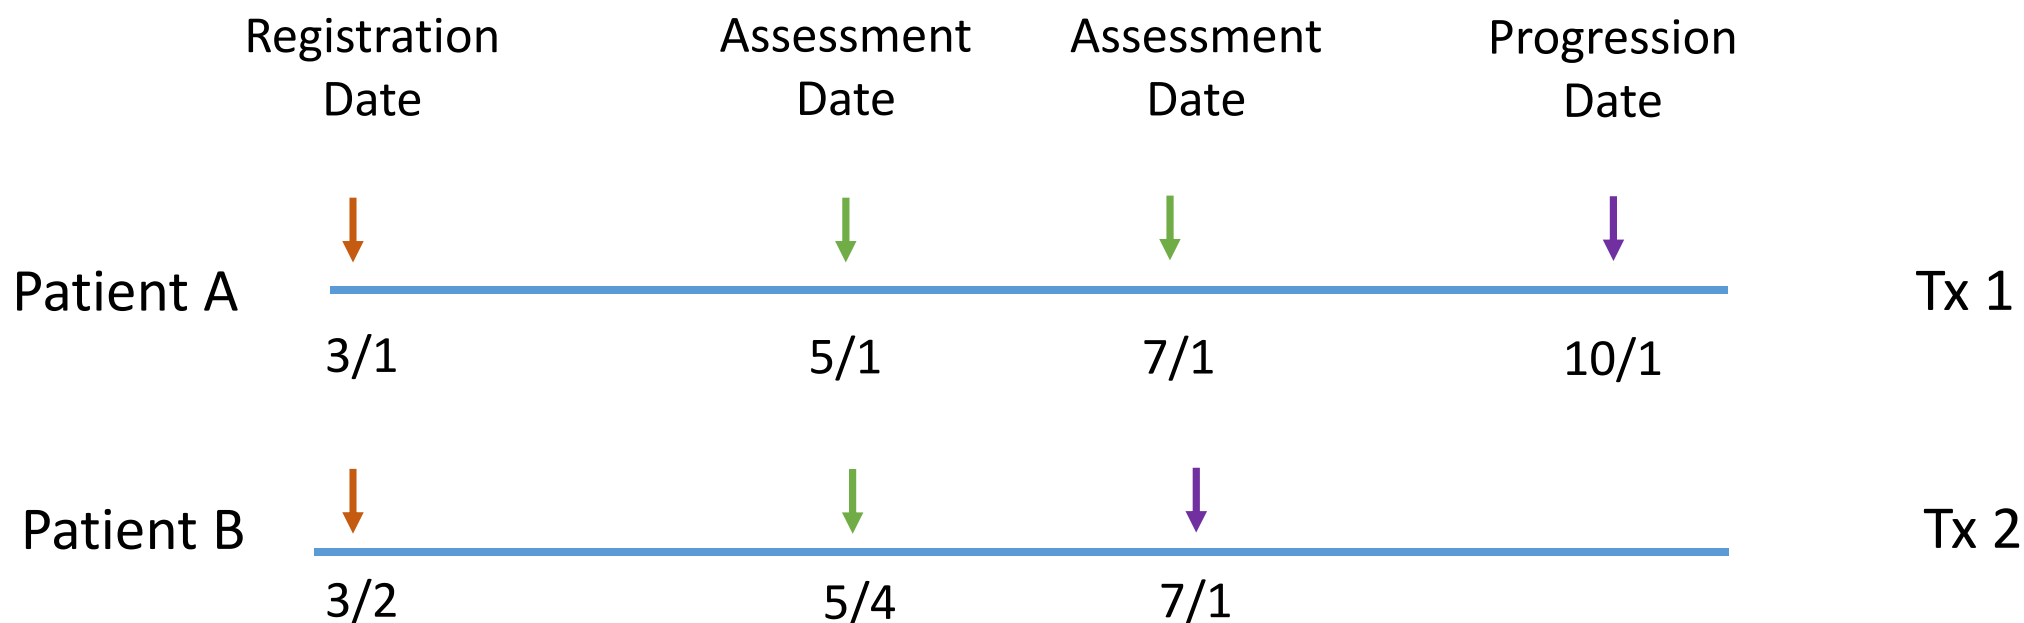 Registration Date
Assessment Date
Assessment Date
Progression Date
Patient A
Tx 1
3/1
5/1
7/1
10/1
Patient B
Tx 2
3/2
5/4
7/1